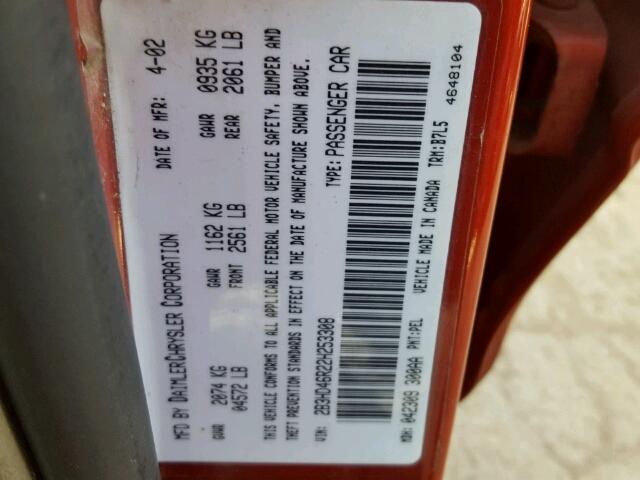 MFD BY DAIMLERCHRYSLER CORPORATION DATE OF MFR: 4-02
GVWR 2074 KG GAWR 1162 KG GAWR 0935 KG
04572 LB FRONT 2561 LB REAR 2061 LB
THIS VEHICLE CONFORMS TO ALL APPLICABLE FEDERAL MOTOR VEHICLE SAFETY, BUMPER AND
THEFT PREVENTION STANDARDS IN EFFECT ON THE DATE OF MANUFACTURE SHOWN ABOVE.
VIN: 2B3HD46R22H253308 TYPE: PASSENGER CAR
MDH: 042309 300AA PNT:PEL VEHICLE MADE IN CANADA TRM:B7L5
4648104